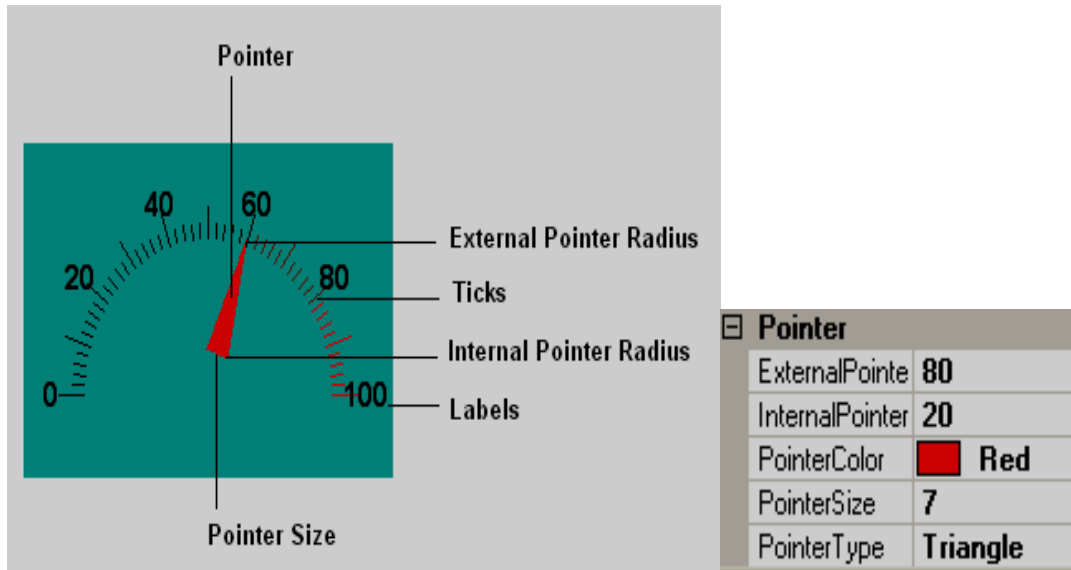 Pointer
40
60
External Pointer Radius
20
80
Ticks
Internal Pointer Radius
0
100
Labels
Pointer Size
Pointer
ExternalPointe 80
InternalPointer 20
PointerColor Red
PointerSize 7
PointerType Triangle